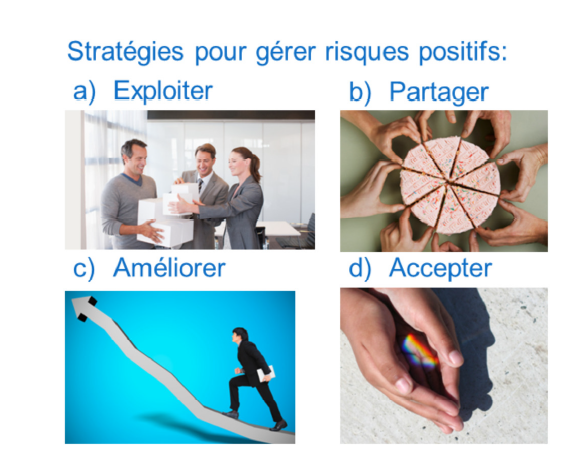 Stratégies pour gérer risques positifs:
a) Exploiter
b) Partager
c) Améliorer
d) Accepter